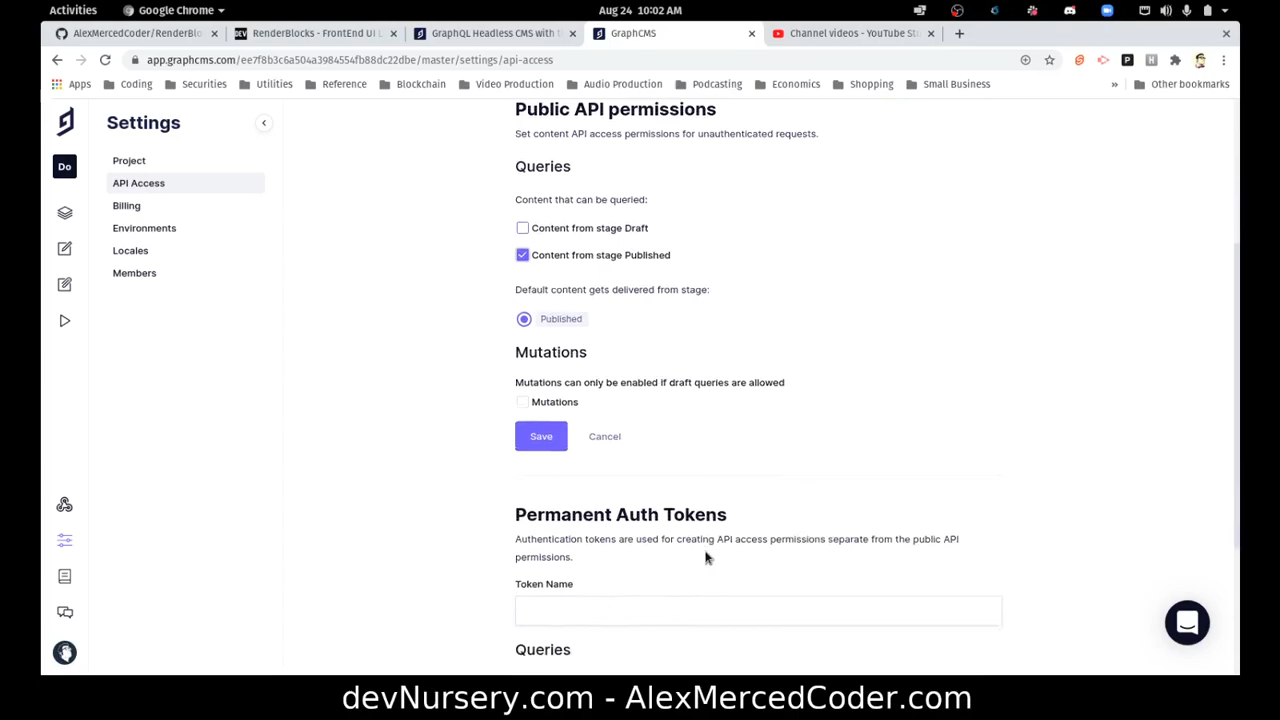 Activities
Google Chrome
Aug 24 10:02 AM
AlexMercedCoder/RenderBlo
DEV
RenderBlocks - FrontEnd UI L
GraphQL Headless CMS with t
GraphCMS
Channel videos - YouTube St
app.graphcms.com/ee7f8b3c6a504a3984554fb88dc22dbe/master/settings/api-access
Apps
Coding
Securities
Utilities
Reference
Blockchain
Video Production
Audio Production
Podcasting
Economics
Shopping
Small Business
»
Other bookmarks
Settings
Do
Project
API Access
Billing
Environments
Locales
Members
Public API permissions
Set content API access permissions for unauthenticated requests.
Queries
Content that can be queried:
Content from stage Draft
Content from stage Published
Default content gets delivered from stage:
Published
Mutations
Mutations can only be enabled if draft queries are allowed
Mutations
Save
Cancel
Permanent Auth Tokens
Authentication tokens are used for creating API access permissions separate from the public API
permissions.
Token Name
Queries
devNursery.com - AlexMercedCoder.com